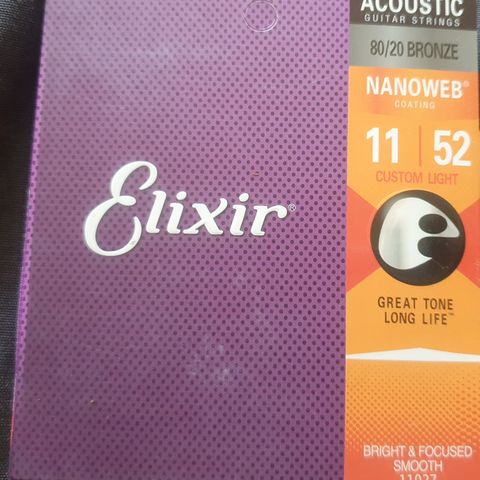 ACOUSTIC
GUITAR STRINGS
80/20 BRONZE
NANOWEB®
COATING
11 | 52
CUSTOM LIGHT
Elixir®
GREAT TONE
LONG LIFE™
BRIGHT & FOCUSED
SMOOTH
11027